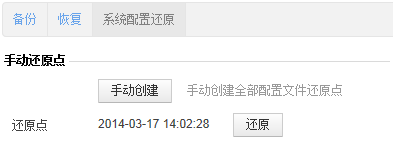 备份 恢复 系统配置还原
手动还原点
手动创建 手动创建全部配置文件还原点
还原点 2014-03-17 14:02:28 还原